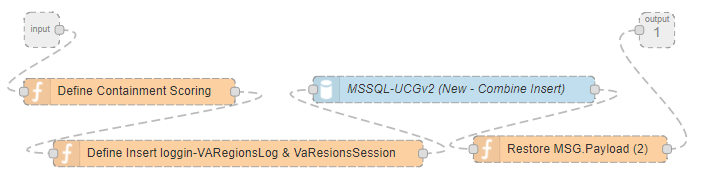 input
output
1
Define Containment Scoring
MSSQL-UCGv2 (New - Combine Insert)
Define Insert loggin-VARegionsLog & VaResionsSession
Restore MSG.Payload (2)